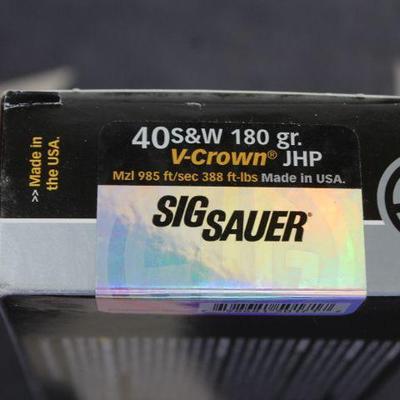 >> Made in
the USA.
40S&W 180 gr.
V-Crown® JHP
Mzl 985 ft/sec 388 ft-lbs Made in USA.
SIG SAUER®